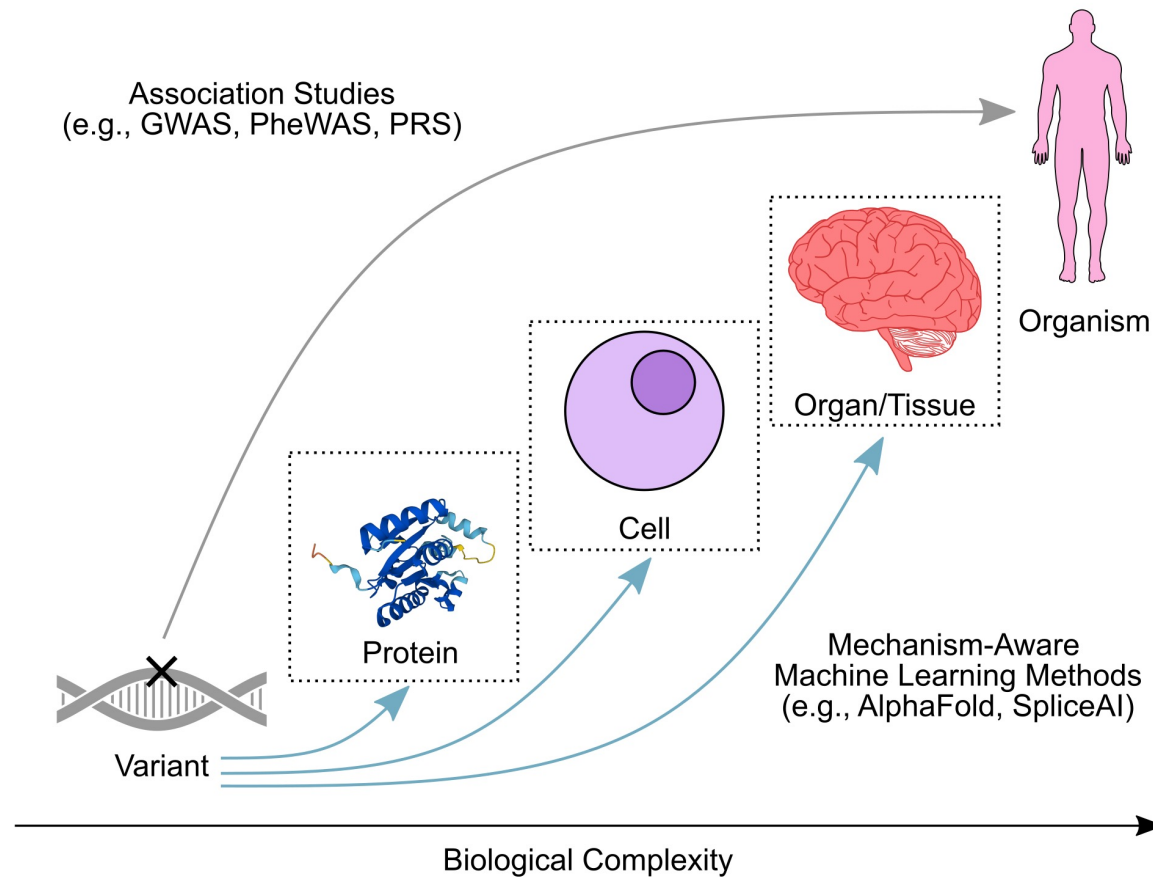 Association Studies
(e.g., GWAS, PheWAS, PRS)
Organism
Organ/Tissue
Cell
Protein
Mechanism-Aware
Machine Learning Methods
(e.g., AlphaFold, SpliceAI)
Variant
Biological Complexity